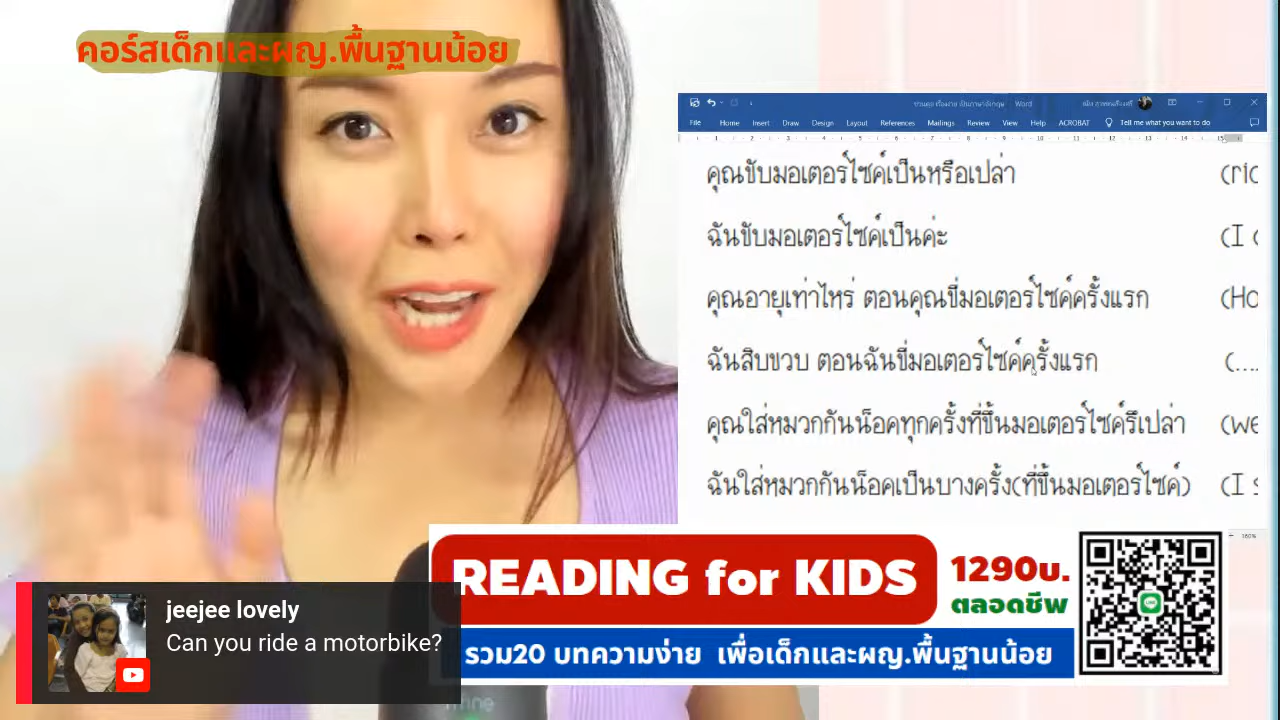 คอร์สเด็กและผญ.พื้นฐานน้อย
Word
File Home Insert Draw Design Layout References Mailings Review View Help ACROBAT Tell me what you want to do
คุณขับมอเตอร์ไซค์เป็นหรือเปล่า (ric
ฉันขับมอเตอร์ไซค์เป็นค่ะ (I
คุณอายุเท่าไหร่ ตอนคุณขี่มอเตอร์ไซค์ครั้งแรก (Ho
ฉันสิบขวบ ตอนฉันขี่มอเตอร์ไซค์ครั้งแรก (...
คุณใส่หมวกกันน็อคทุกครั้งที่ขึ้นมอเตอร์ไซค์รึเปล่า (we
ฉันใส่หมวกกันน็อคเป็นบางครั้ง(ที่ขึ้นมอเตอร์ไซค์) (I s
READING for KIDS
1290บ.
ตลอดชีพ
รวม20 บทความง่าย เพื่อเด็กและผญ.พื้นฐานน้อย
jeejee lovely
Can you ride a motorbike?